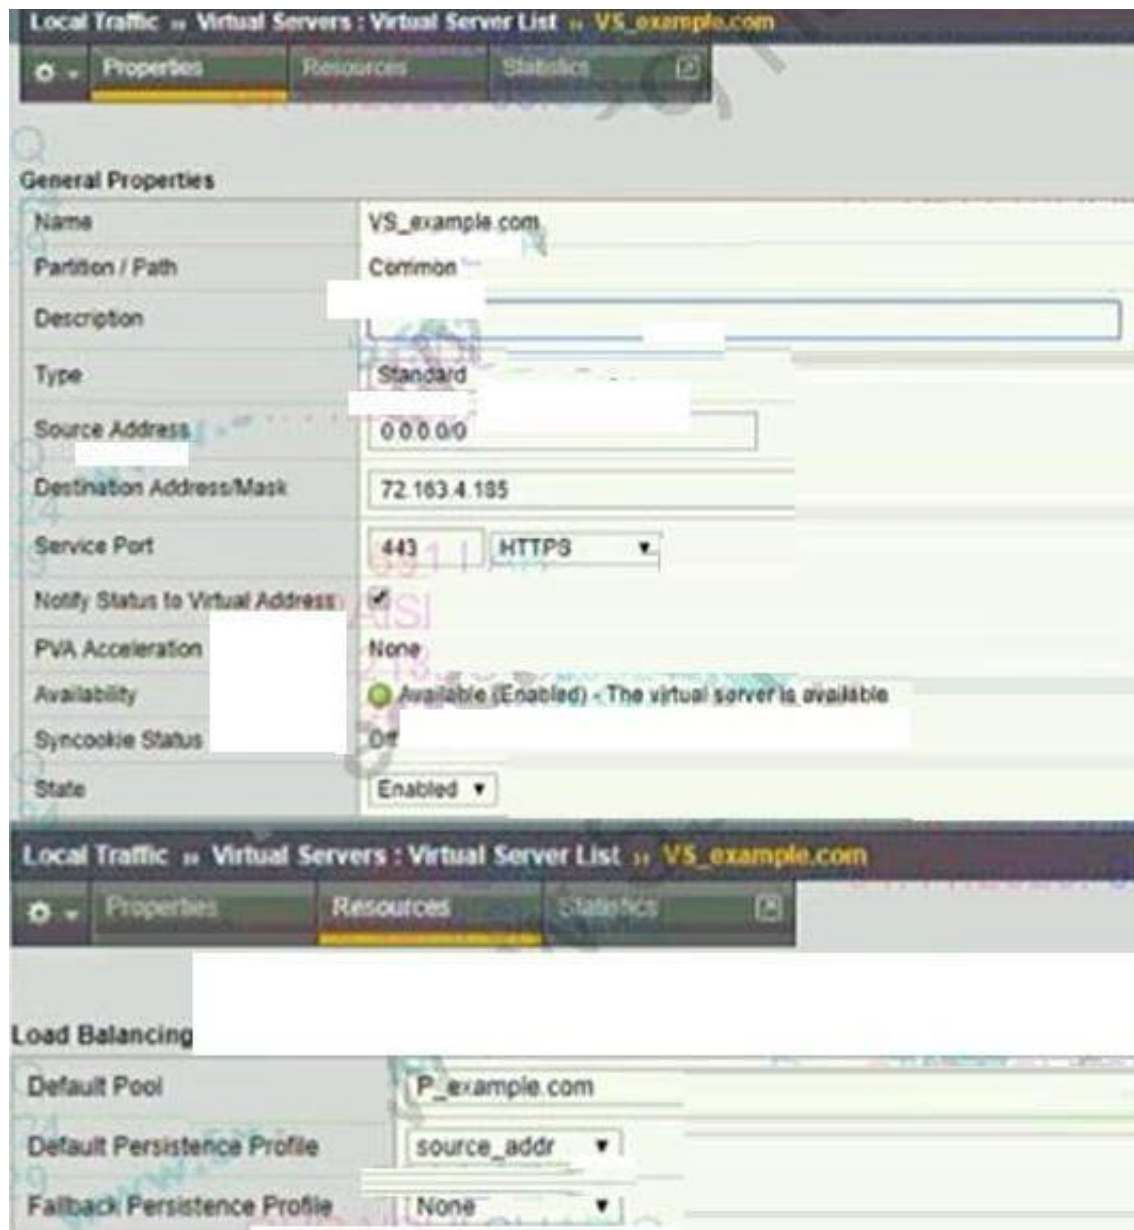 Local Traffic ›› Virtual Servers : Virtual Server List ›› VS_example.com
Properties Resources Statistics
General Properties
Name VS_example.com
Partition / Path Common
Description
Type Standard
Source Address 0.0.0.0/0
Destination Address/Mask 72.163.4.185
Service Port 443 HTTPS
Notify Status to Virtual Address
PVA Acceleration None
Availability Available (Enabled) - The virtual server is available
Syncookie Status Off
State Enabled
Local Traffic ›› Virtual Servers : Virtual Server List ›› VS_example.com
Properties Resources Statistics
Load Balancing
Default Pool P_example.com
Default Persistence Profile source_addr
Fallback Persistence Profile None